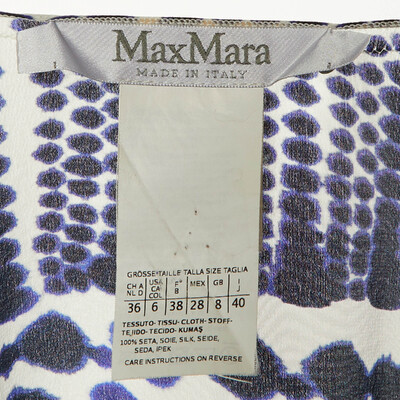 MaxMara
MADE IN ITALY
GRÖSSE TAILLE TALLA SIZE TAGLIA
CH A NL D USA CA COL F* B MEX GB I J
36 6 38 28 8 40
TESSUTO-TISSU-CLOTH-STOFF-
TEJIDO-TECIDO-KUMAŞ
100% SETA, SOIE, SILK, SEIDE,
SEDA, IPEK
CARE INSTRUCTIONS ON REVERSE